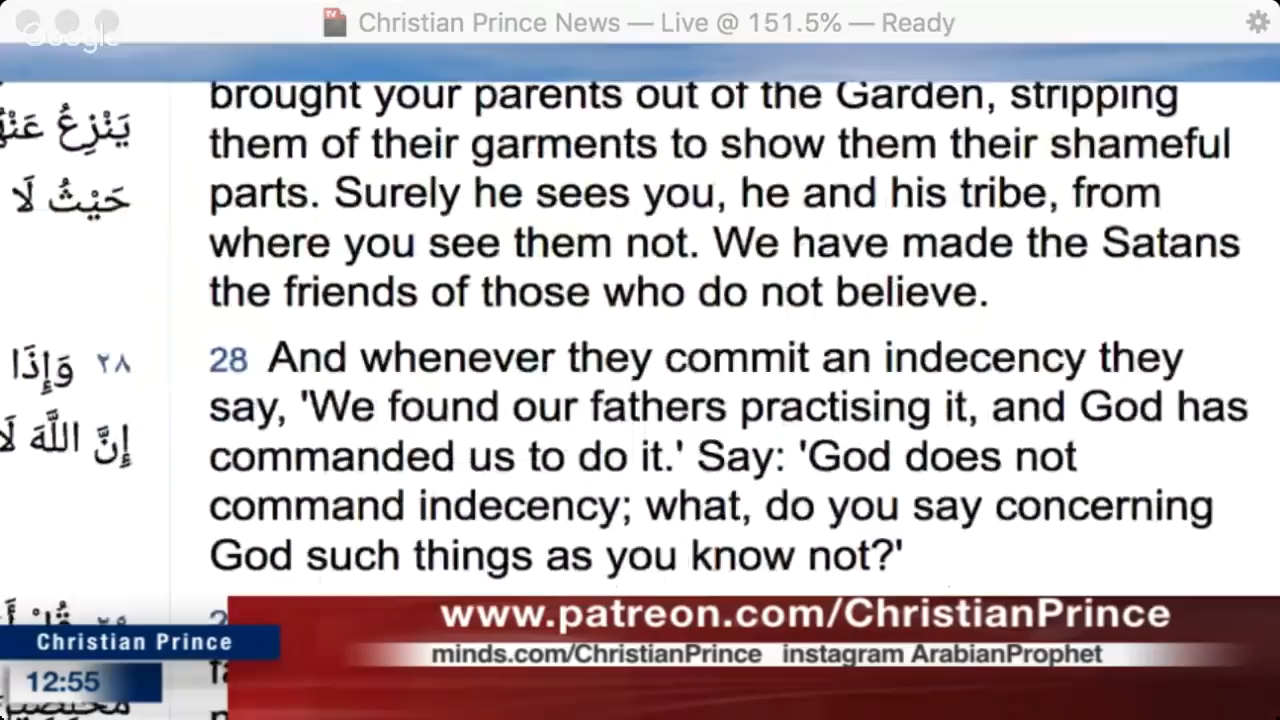 Christian Prince News — Live @ 151.5% — Ready
Google
brought your parents out of the Garden, stripping
يَنْزِعُ
them of their garments to show them their shameful
حَيْثُ لَا
parts. Surely he sees you, he and his tribe, from
where you see them not. We have made the Satans
the friends of those who do not believe.
٢٨ وَإِذَا
28 And whenever they commit an indecency they
say, 'We found our fathers practising it, and God has
إِنَّ اللَّهَ
commanded us to do it.' Say: 'God does not
command indecency; what, do you say concerning
God such things as you know not?'
www.patreon.com/ChristianPrince
Christian Prince
minds.com/ChristianPrince instagram ArabianProphet
12:55